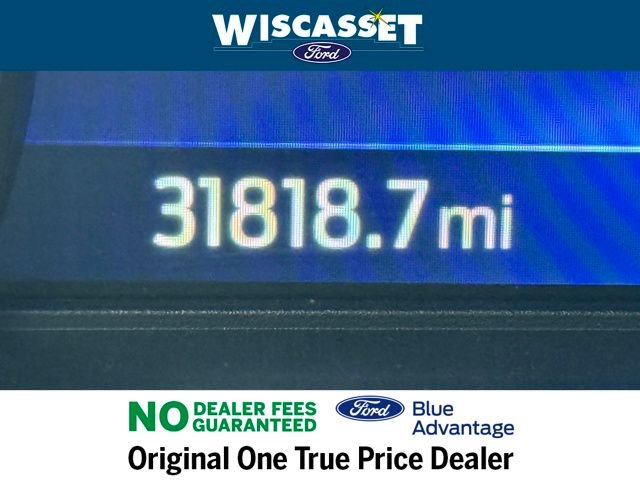 WISCASSET
Ford
31818.7 mi
NO DEALER FEES GUARANTEED
Ford Blue Advantage
Original One True Price Dealer